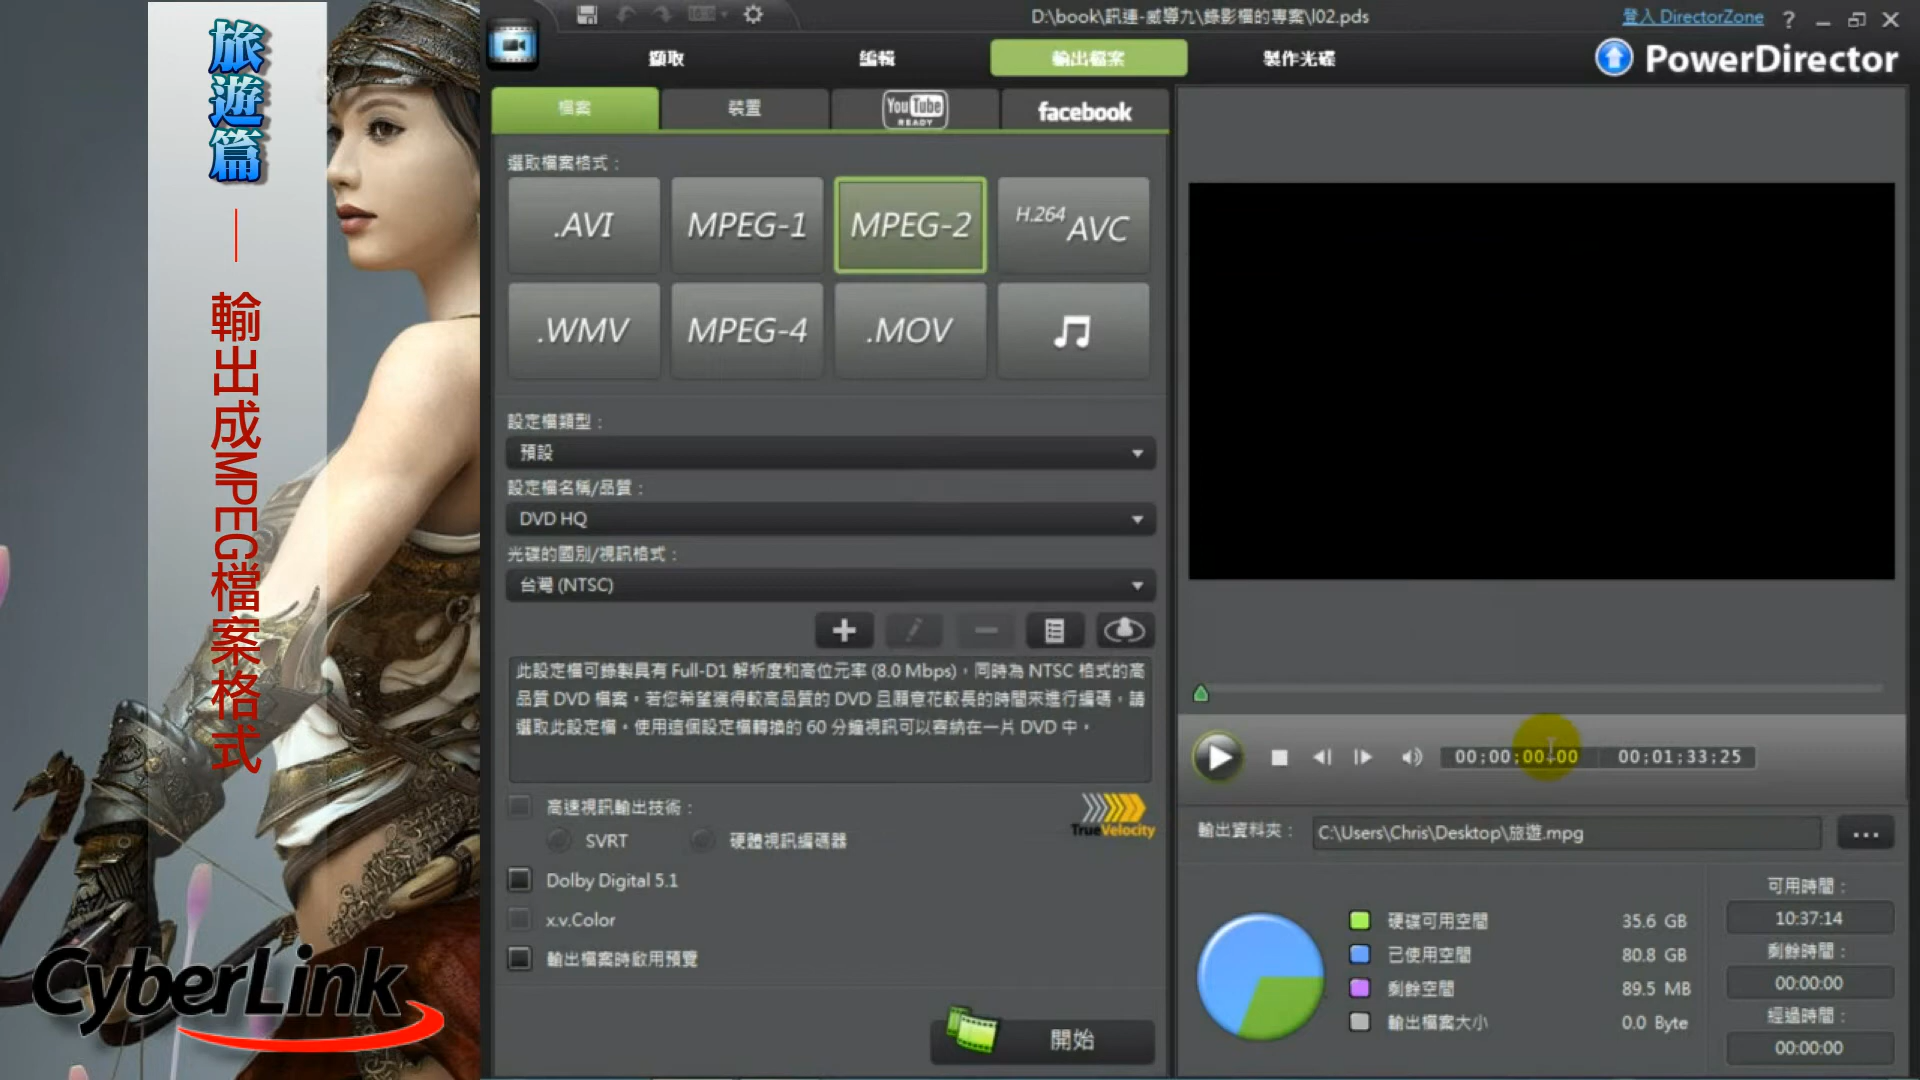 旅遊篇
輸出成MPEG檔案格式
CyberLink
D:\book\訊連-威導九\錄影檔的專案\l02.pds
登入 DirectorZone
?
擷取 編輯 輸出檔案 製作光碟
PowerDirector
檔案 裝置 YouTube READY facebook
選取檔案格式：
.AVI MPEG-1 MPEG-2 H.264 AVC
.WMV MPEG-4 .MOV
設定檔類型：
預設
設定檔名稱/品質：
DVD HQ
光碟的國別/視訊格式：
台灣 (NTSC)
此設定檔可錄製具有 Full-D1 解析度和高位元率 (8.0 Mbps)，同時為 NTSC 格式的高
品質 DVD 檔案。若您希望獲得較高品質的 DVD 且願意花較長的時間來進行編碼，請
選取此設定檔。使用這個設定檔轉換的 60 分鐘視訊可以容納在一片 DVD 中。
高速視訊輸出技術：
SVRT 硬體視訊編碼器
TrueVelocity
Dolby Digital 5.1
x.v.Color
輸出檔案時啟用預覽
開始
00:00:00:00 00:01:33:25
輸出資料夾： C:\Users\Chris\Desktop\旅遊.mpg ...
硬碟可用空間 35.6 GB
已使用空間 80.8 GB
剩餘空間 89.5 MB
輸出檔案大小 0.0 Byte
可用時間：
10:37:14
剩餘時間：
00:00:00
經過時間：
00:00:00